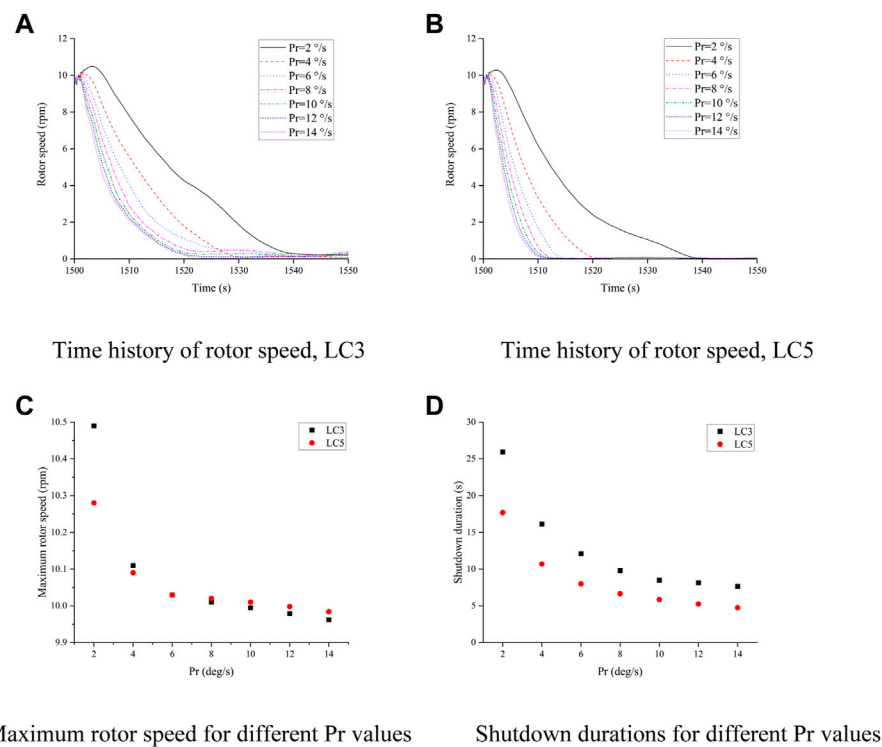 A
12
10
8
6
4
2
0
Rotor speed (rpm)
Pr=2 °/s
Pr=4 °/s
Pr=6 °/s
Pr=8 °/s
Pr=10 °/s
Pr=12 °/s
Pr=14 °/s
1500 1510 1520 1530 1540 1550
Time (s)
Time history of rotor speed, LC3
B
12
10
8
6
4
2
0
Rotor speed (rpm)
Pr=2 °/s
Pr=4 °/s
Pr=6 °/s
Pr=8 °/s
Pr=10 °/s
Pr=12 °/s
Pr=14 °/s
1500 1510 1520 1530 1540 1550
Time (s)
Time history of rotor speed, LC5
C
10.5
10.4
10.3
10.2
10.1
10.0
9.9
Maximum rotor speed (rpm)
LC3
LC5
2 4 6 8 10 12 14
Pr (deg/s)
Maximum rotor speed for different Pr values
D
30
25
20
15
10
5
0
Shutdown duration (s)
LC3
LC5
2 4 6 8 10 12 14
Pr (deg/s)
Shutdown durations for different Pr values